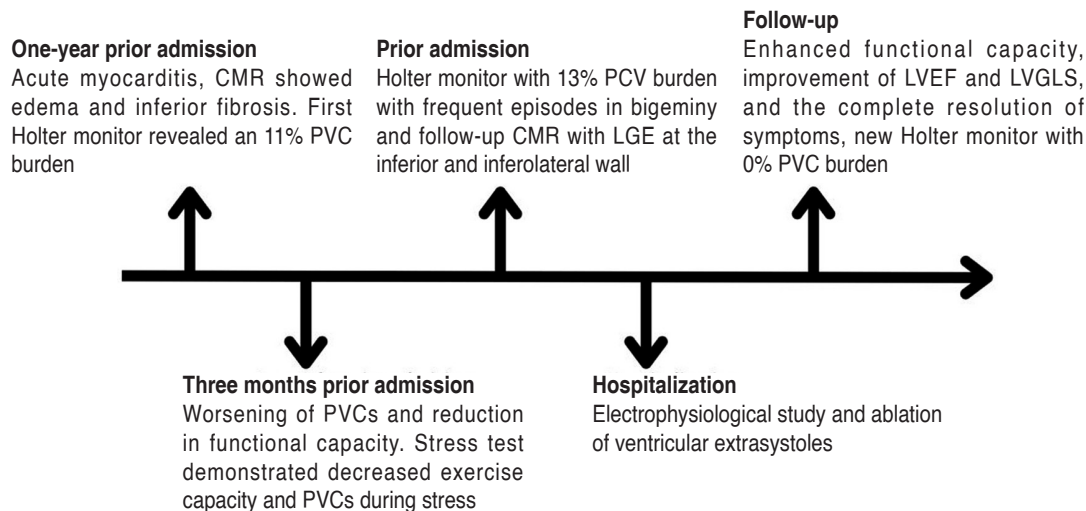 One-year prior admission
Acute myocarditis, CMR showed
edema and inferior fibrosis. First
Holter monitor revealed an 11% PVC
burden
Prior admission
Holter monitor with 13% PCV burden
with frequent episodes in bigeminy
and follow-up CMR with LGE at the
inferior and inferolateral wall
Follow-up
Enhanced functional capacity,
improvement of LVEF and LVGLS,
and the complete resolution of
symptoms, new Holter monitor with
0% PVC burden
Three months prior admission
Worsening of PVCs and reduction
in functional capacity. Stress test
demonstrated decreased exercise
capacity and PVCs during stress
Hospitalization
Electrophysiological study and ablation
of ventricular extrasystoles